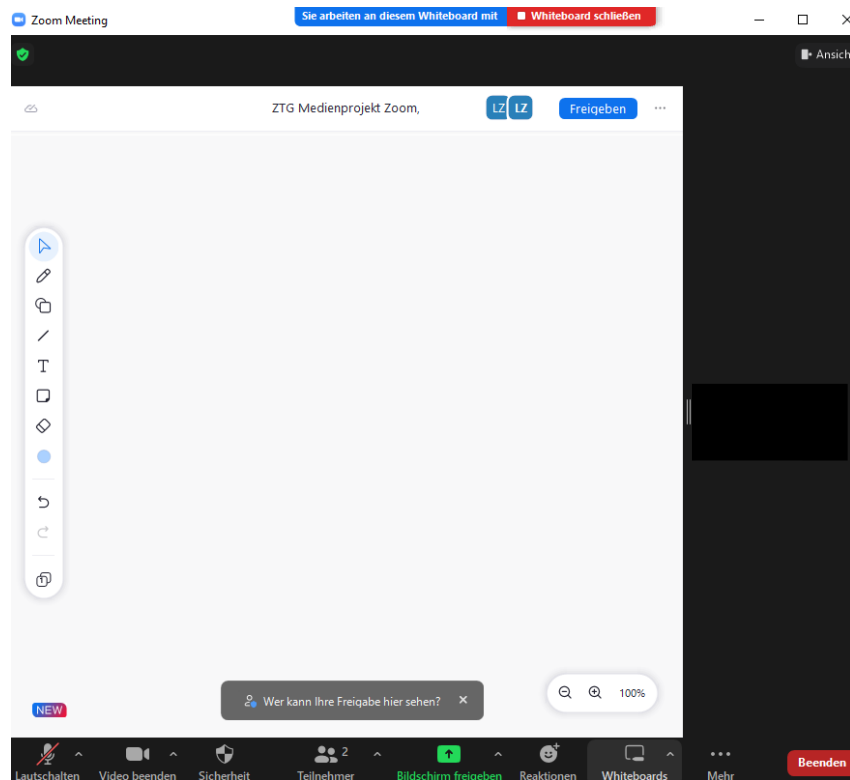 Zoom Meeting
Sie arbeiten an diesem Whiteboard mit
Whiteboard schließen
Ansich
ZTG Medienprojekt Zoom,
LZ
LZ
Freigeben
T
1
Wer kann Ihre Freigabe hier sehen?
100%
NEW
2
Lautschalten
Video beenden
Sicherheit
Teilnehmer
Bildschirm freigeben
Reaktionen
Whiteboards
Mehr
Beenden